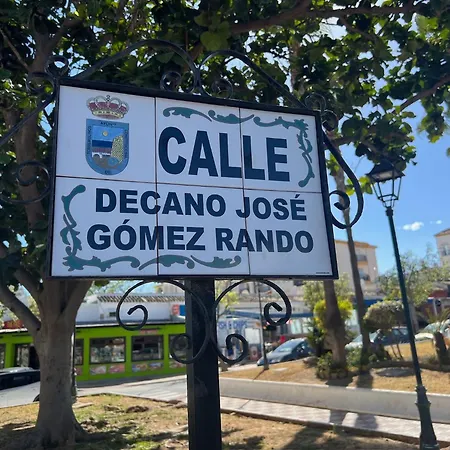 CALLE
DECANO JOSÉ
GÓMEZ RANDO